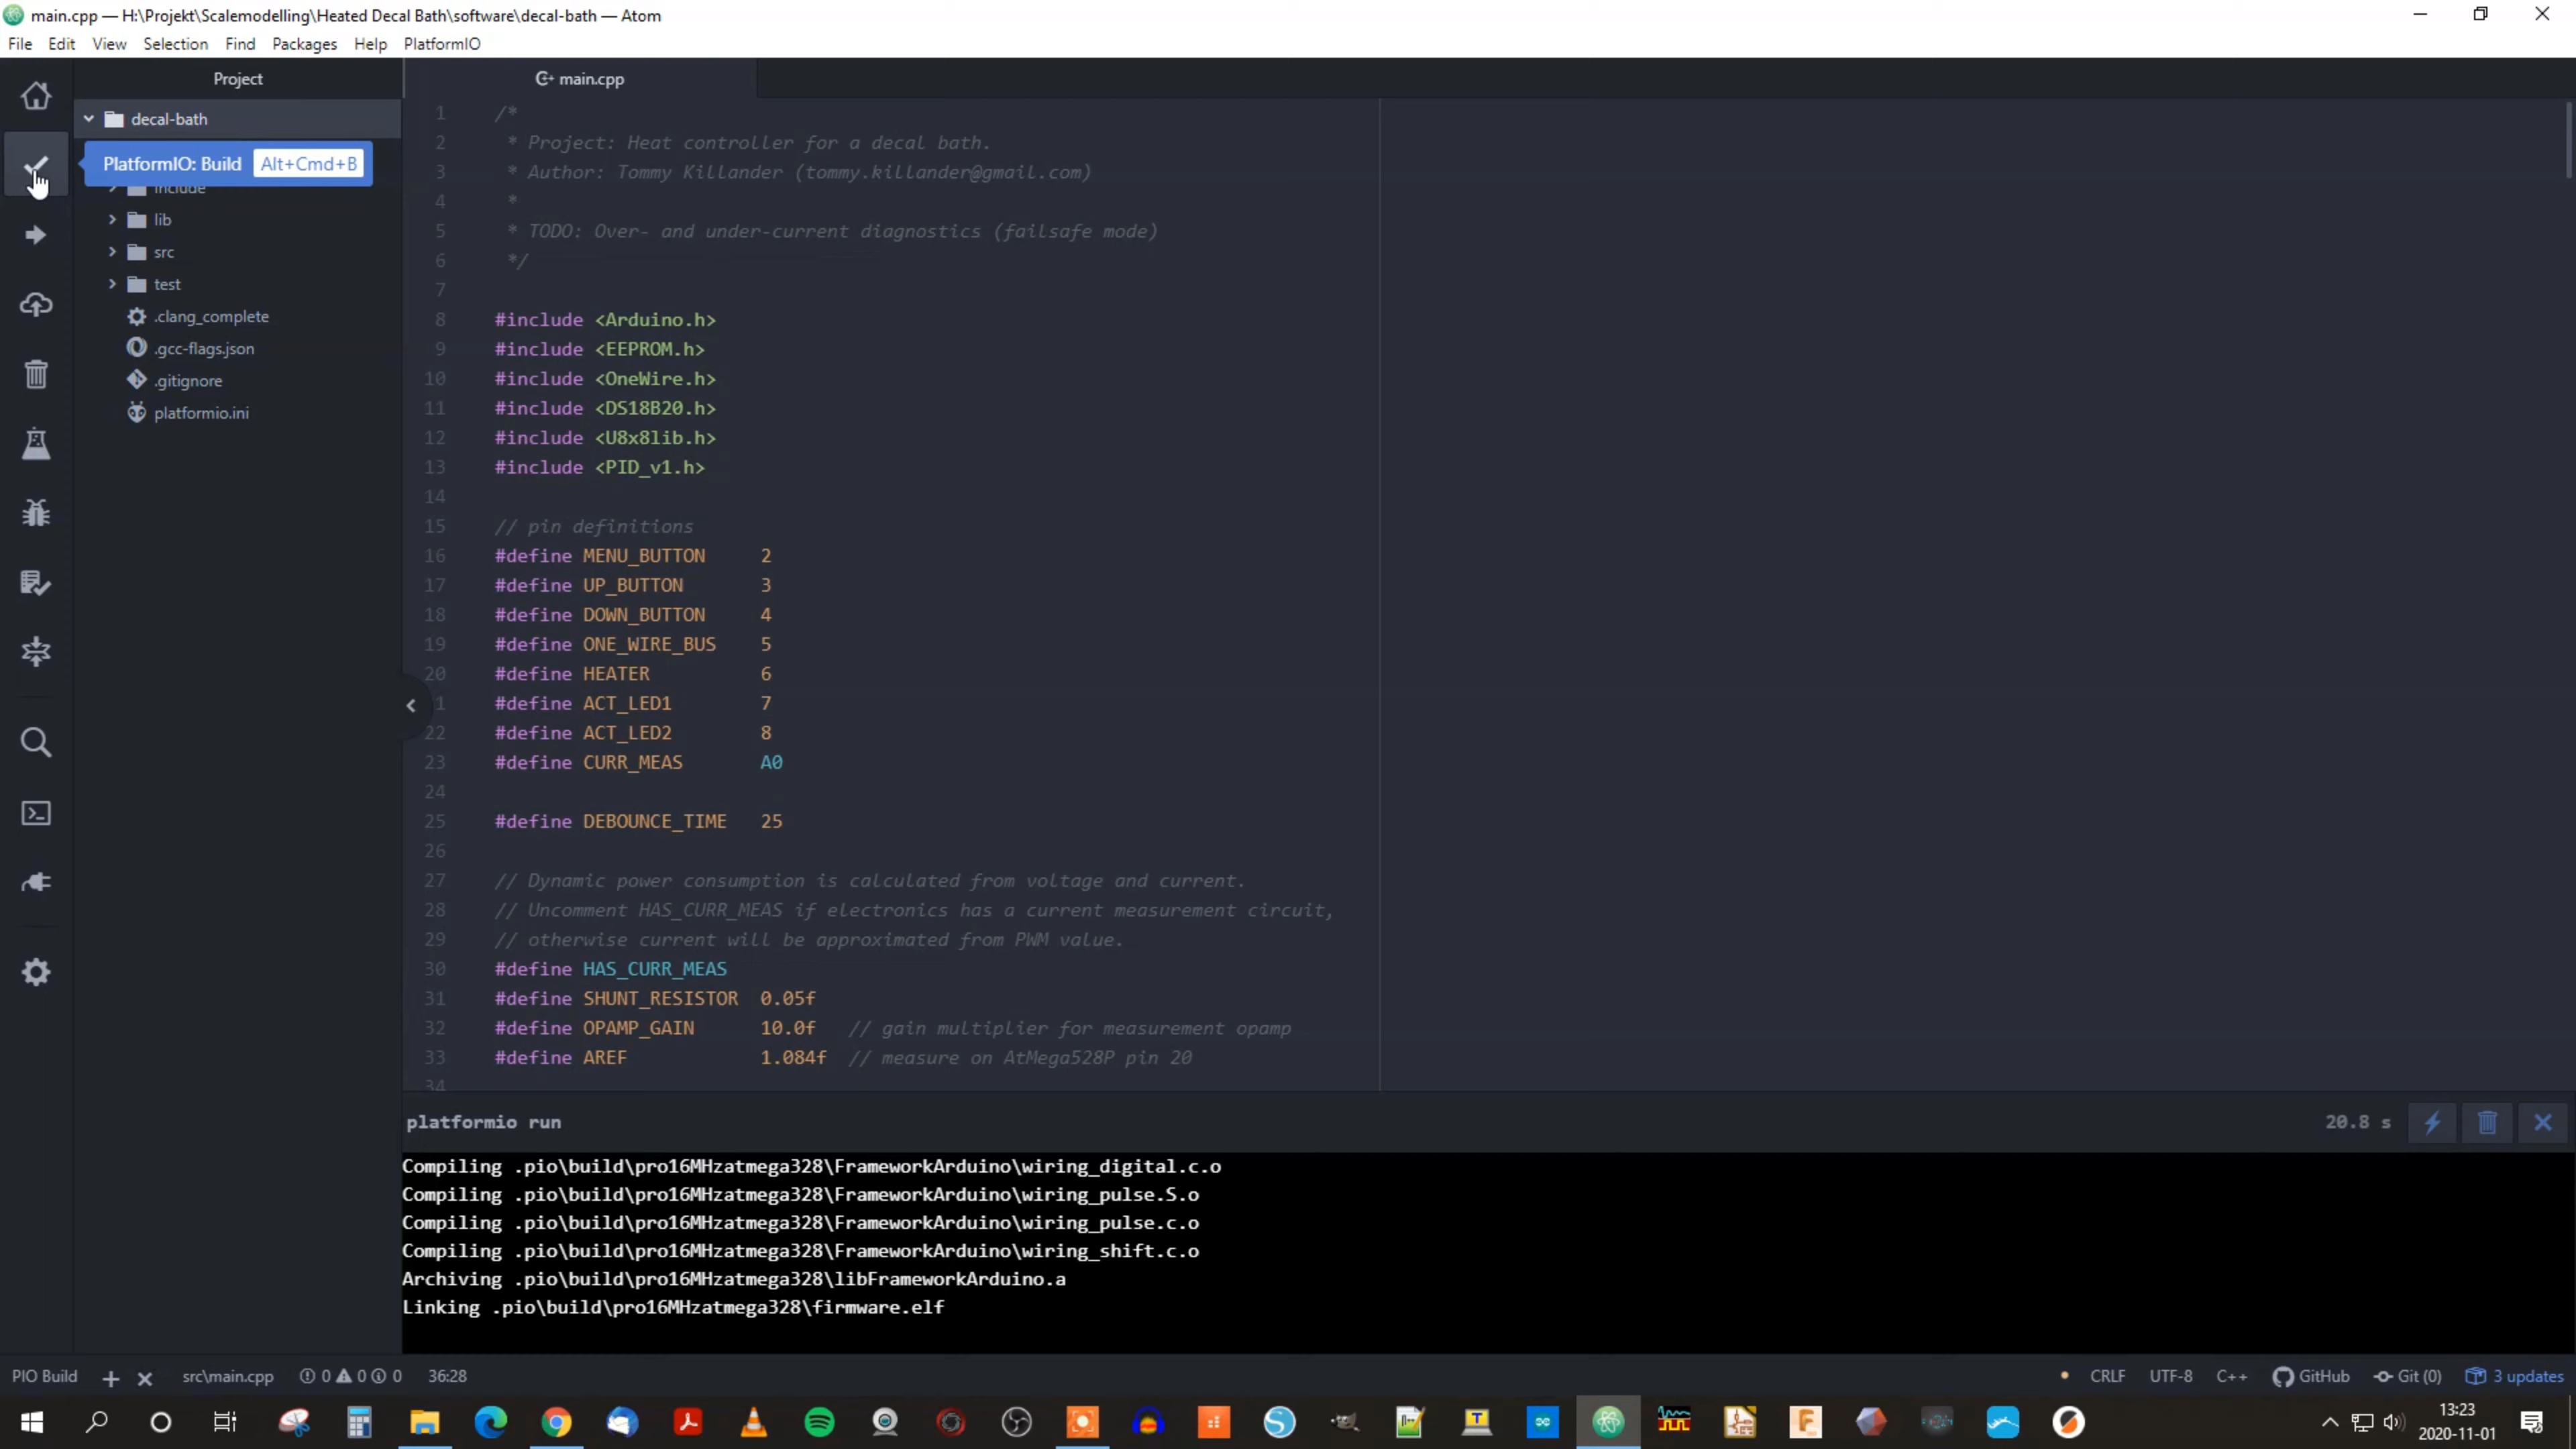 main.cpp — H:\Projekt\Scalemodelling\Heated Decal Bath\software\decal-bath — Atom
File Edit View Selection Find Packages Help PlatformIO
Project
main.cpp
decal-bath
PlatformIO: Build Alt+Cmd+B
include
lib
src
test
.clang_complete
.gcc-flags.json
.gitignore
platformio.ini
1 /*
2 * Project: Heat controller for a decal bath.
3 * Author: Tommy Killander (tommy.killander@gmail.com)
4 *
5 * TODO: Over- and under-current diagnostics (failsafe mode)
6 */
7
8 #include <Arduino.h>
9 #include <EEPROM.h>
10 #include <OneWire.h>
11 #include <DS18B20.h>
12 #include <U8x8lib.h>
13 #include <PID_v1.h>
14
15 // pin definitions
16 #define MENU_BUTTON 2
17 #define UP_BUTTON 3
18 #define DOWN_BUTTON 4
19 #define ONE_WIRE_BUS 5
20 #define HEATER 6
1 #define ACT_LED1 7
22 #define ACT_LED2 8
23 #define CURR_MEAS A0
24
25 #define DEBOUNCE_TIME 25
26
27 // Dynamic power consumption is calculated from voltage and current.
28 // Uncomment HAS_CURR_MEAS if electronics has a current measurement circuit,
29 // otherwise current will be approximated from PWM value.
30 #define HAS_CURR_MEAS
31 #define SHUNT_RESISTOR 0.05f
32 #define OPAMP_GAIN 10.0f // gain multiplier for measurement opamp
33 #define AREF 1.084f // measure on AtMega528P pin 20
34
platformio run 20.8 s
Compiling .pio\build\pro16MHzatmega328\FrameworkArduino\wiring_digital.c.o
Compiling .pio\build\pro16MHzatmega328\FrameworkArduino\wiring_pulse.S.o
Compiling .pio\build\pro16MHzatmega328\FrameworkArduino\wiring_pulse.c.o
Compiling .pio\build\pro16MHzatmega328\FrameworkArduino\wiring_shift.c.o
Archiving .pio\build\pro16MHzatmega328\libFrameworkArduino.a
Linking .pio\build\pro16MHzatmega328\firmware.elf
PIO Build src\main.cpp 0 0 0 36:28 CRLF UTF-8 C++ GitHub Git (0) 3 updates
13:23
2020-11-01